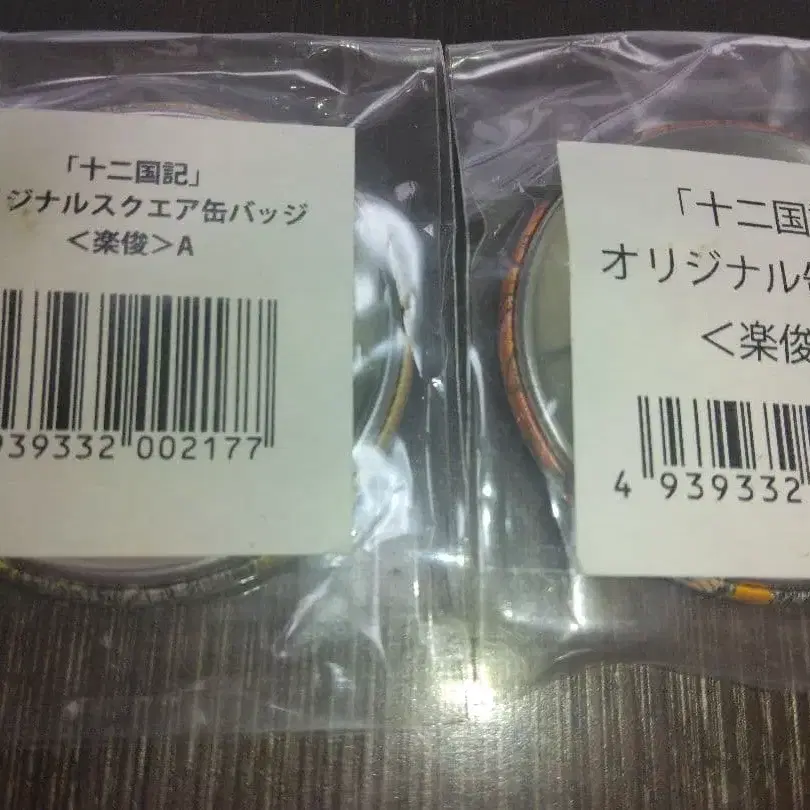 「十二国記」
ジナルスクエア缶バッジ
＜楽俊＞A
939332 002177
「十二国
オリジナル
＜楽俊
4 939332